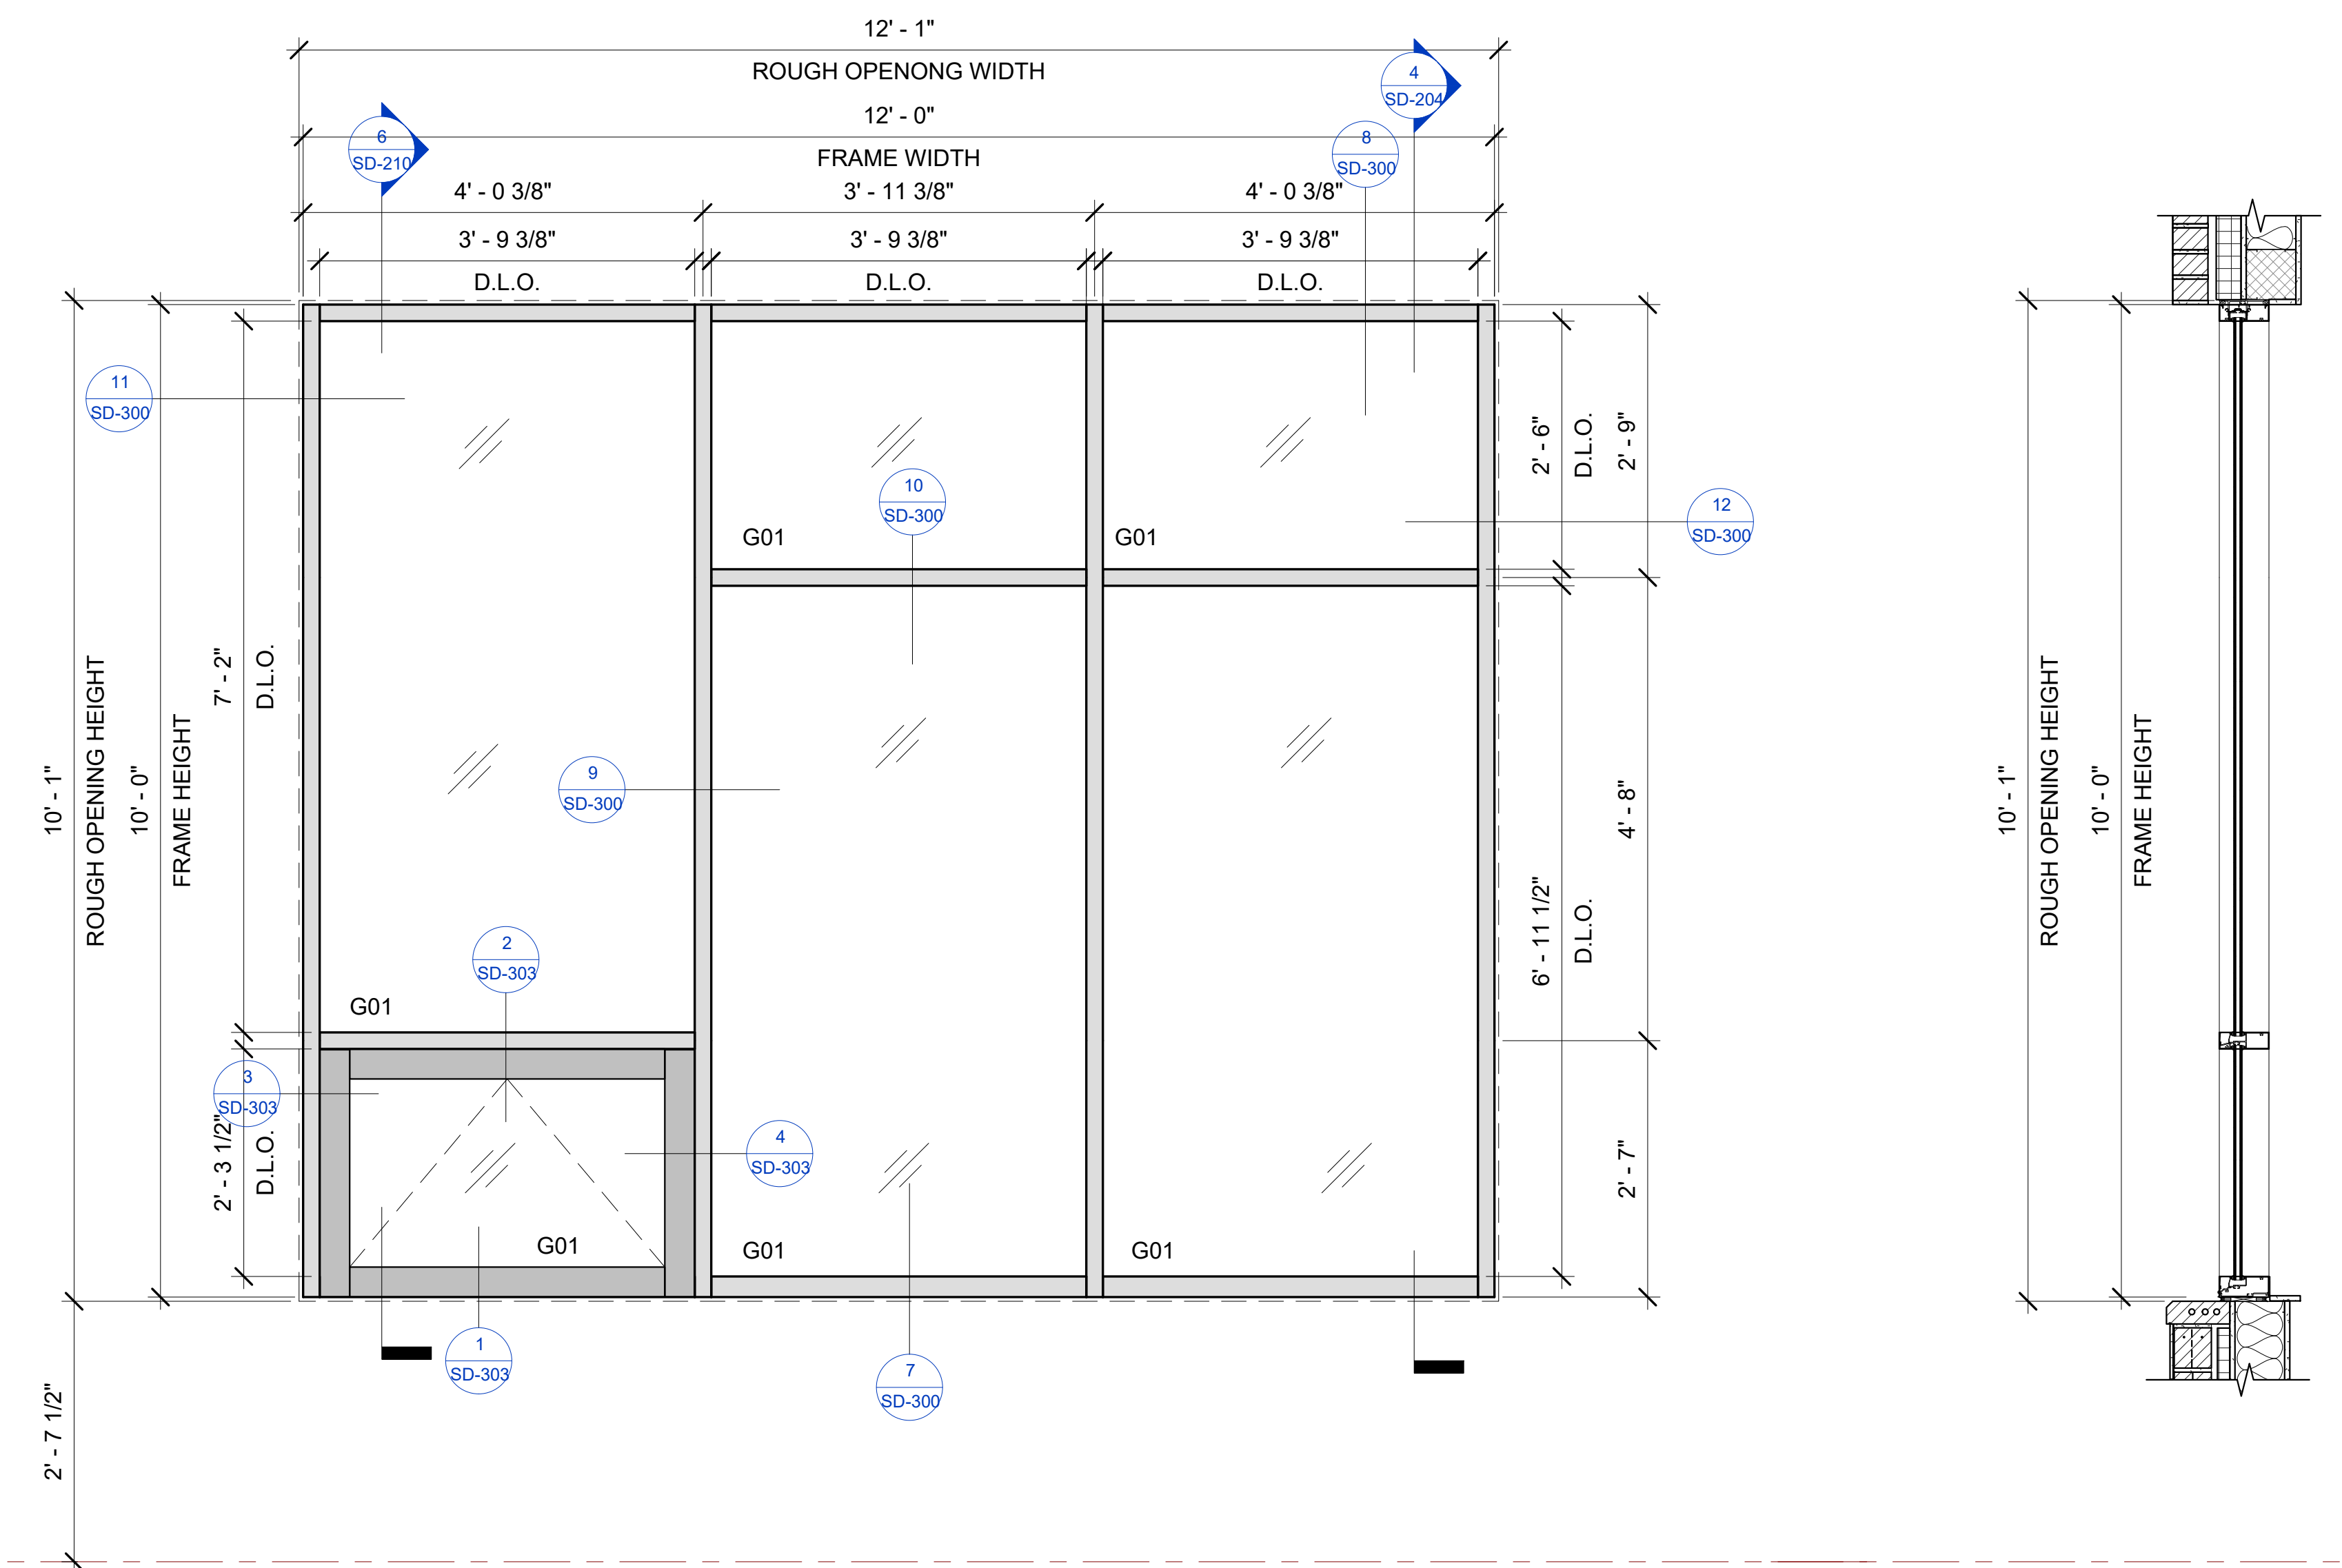 12' - 1"
ROUGH OPENONG WIDTH
4
SD-204
12' - 0"
FRAME WIDTH
6
SD-210
8
SD-300
4' - 0 3/8"
3' - 11 3/8"
4' - 0 3/8"
3' - 9 3/8"
3' - 9 3/8"
3' - 9 3/8"
D.L.O.
D.L.O.
D.L.O.
11
SD-300
10
SD-300
12
SD-300
G01
G01
2' - 6"
D.L.O.
2' - 9"
10' - 1"
ROUGH OPENING HEIGHT
10' - 0"
FRAME HEIGHT
7' - 2"
D.L.O.
9
SD-300
4' - 8"
6' - 11 1/2"
D.L.O.
10' - 1"
ROUGH OPENING HEIGHT
10' - 0"
FRAME HEIGHT
2
SD-303
G01
3
SD-303
2' - 3 1/2"
D.L.O.
4
SD-303
2' - 7"
G01
G01
G01
1
SD-303
7
SD-300
2' - 7 1/2"